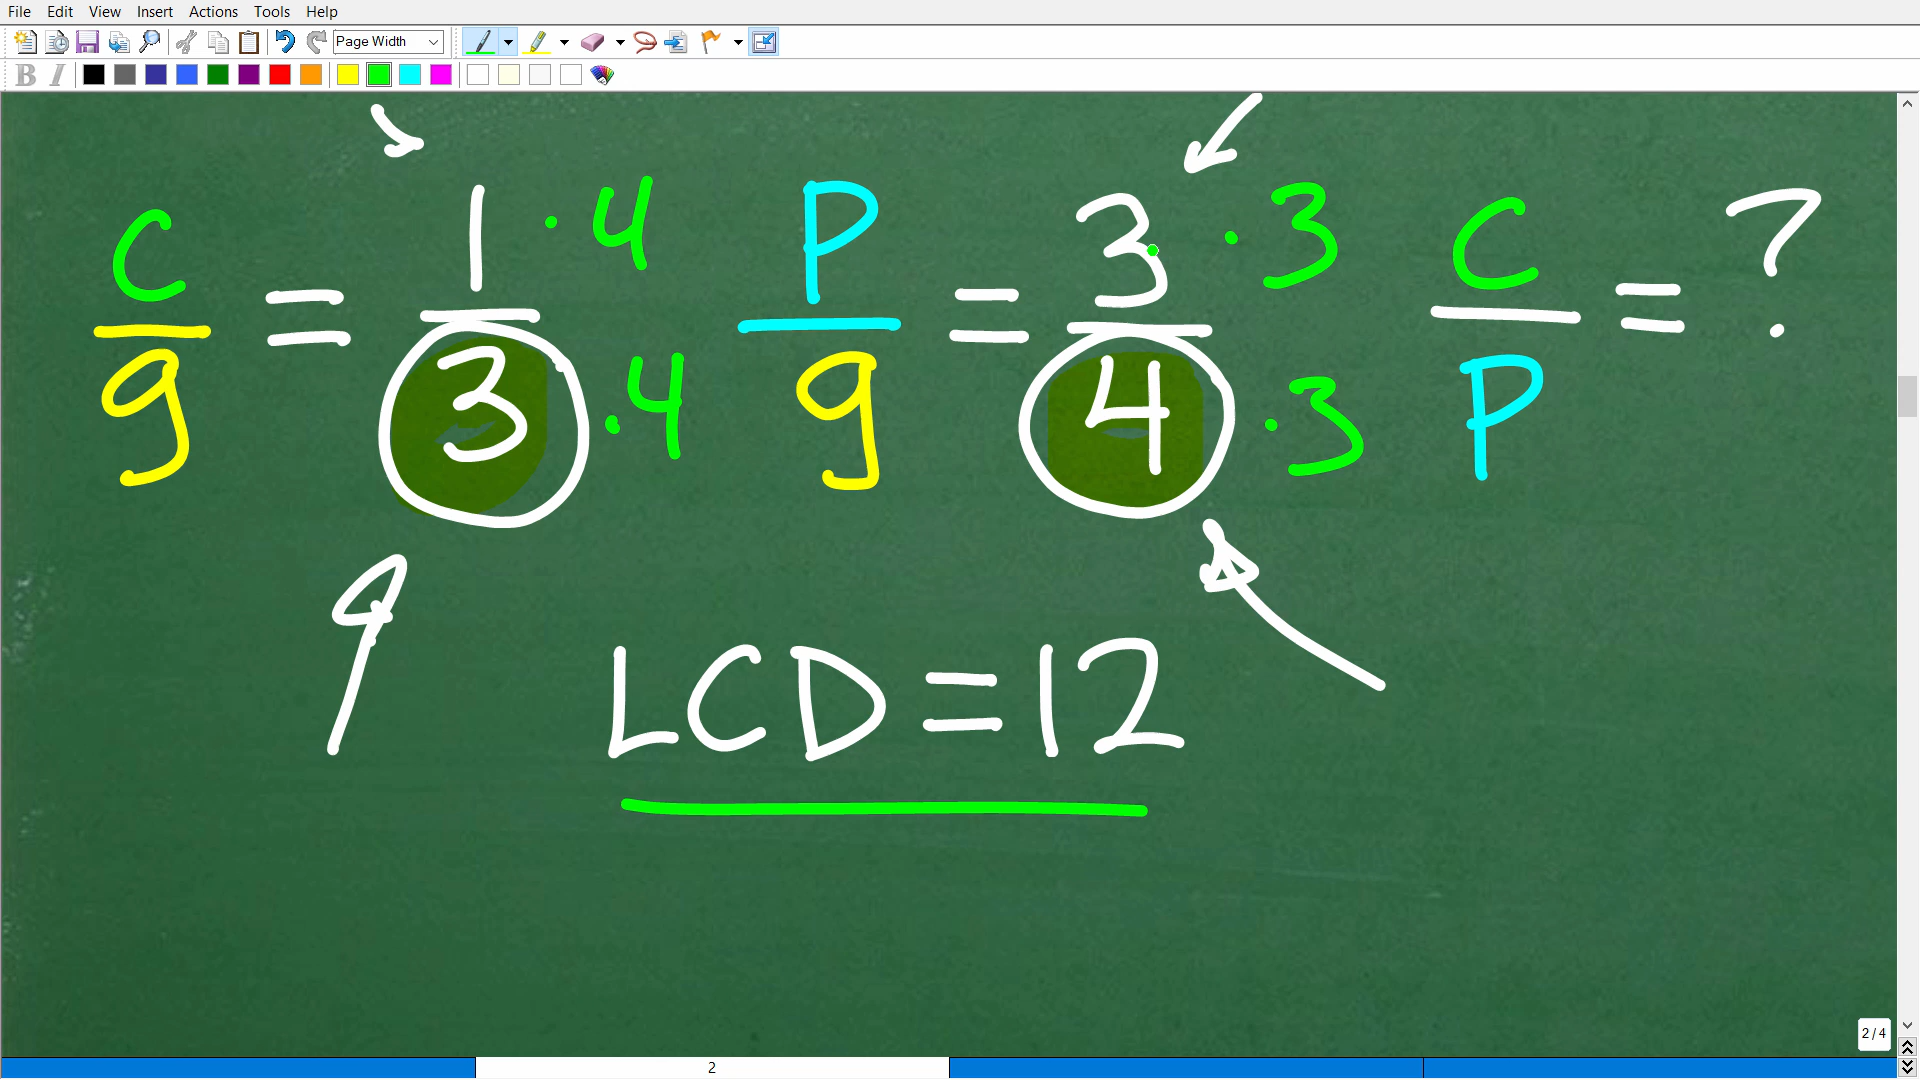 File Edit View Insert Actions Tools Help
Page Width
B I
C/g = 1 · 4 / 3 · 4
P/g = 3 · 3 / 4 · 3
C/P = ?
LCD = 12
2 / 4
2